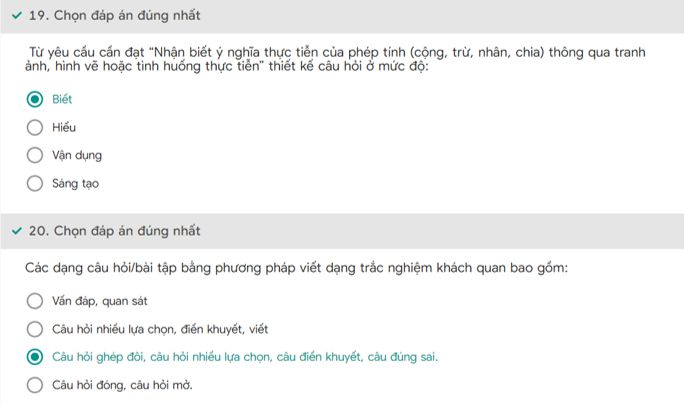 19. Chọn đáp án đúng nhất
Từ yêu cầu cần đạt “Nhận biết ý nghĩa thực tiễn của phép tính (cộng, trừ, nhân, chia) thông qua tranh
ảnh, hình vẽ hoặc tình huống thực tiễn” thiết kế câu hỏi ở mức độ:
Biết
Hiểu
Vận dụng
Sáng tạo
20. Chọn đáp án đúng nhất
Các dạng câu hỏi/bài tập bằng phương pháp viết dạng trắc nghiệm khách quan bao gồm:
Vấn đáp, quan sát
Câu hỏi nhiều lựa chọn, điền khuyết, viết
Câu hỏi ghép đôi, câu hỏi nhiều lựa chọn, câu điền khuyết, câu đúng sai.
Câu hỏi đóng, câu hỏi mở.